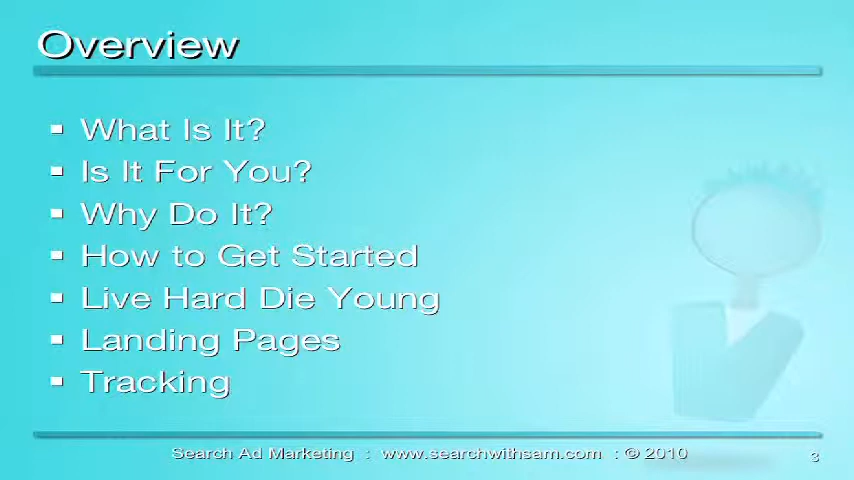 Overview
What Is It?
Is It For You?
Why Do It?
How to Get Started
Live Hard Die Young
Landing Pages
Tracking
Search Ad Marketing : www.searchwithsam.com : © 2010 3